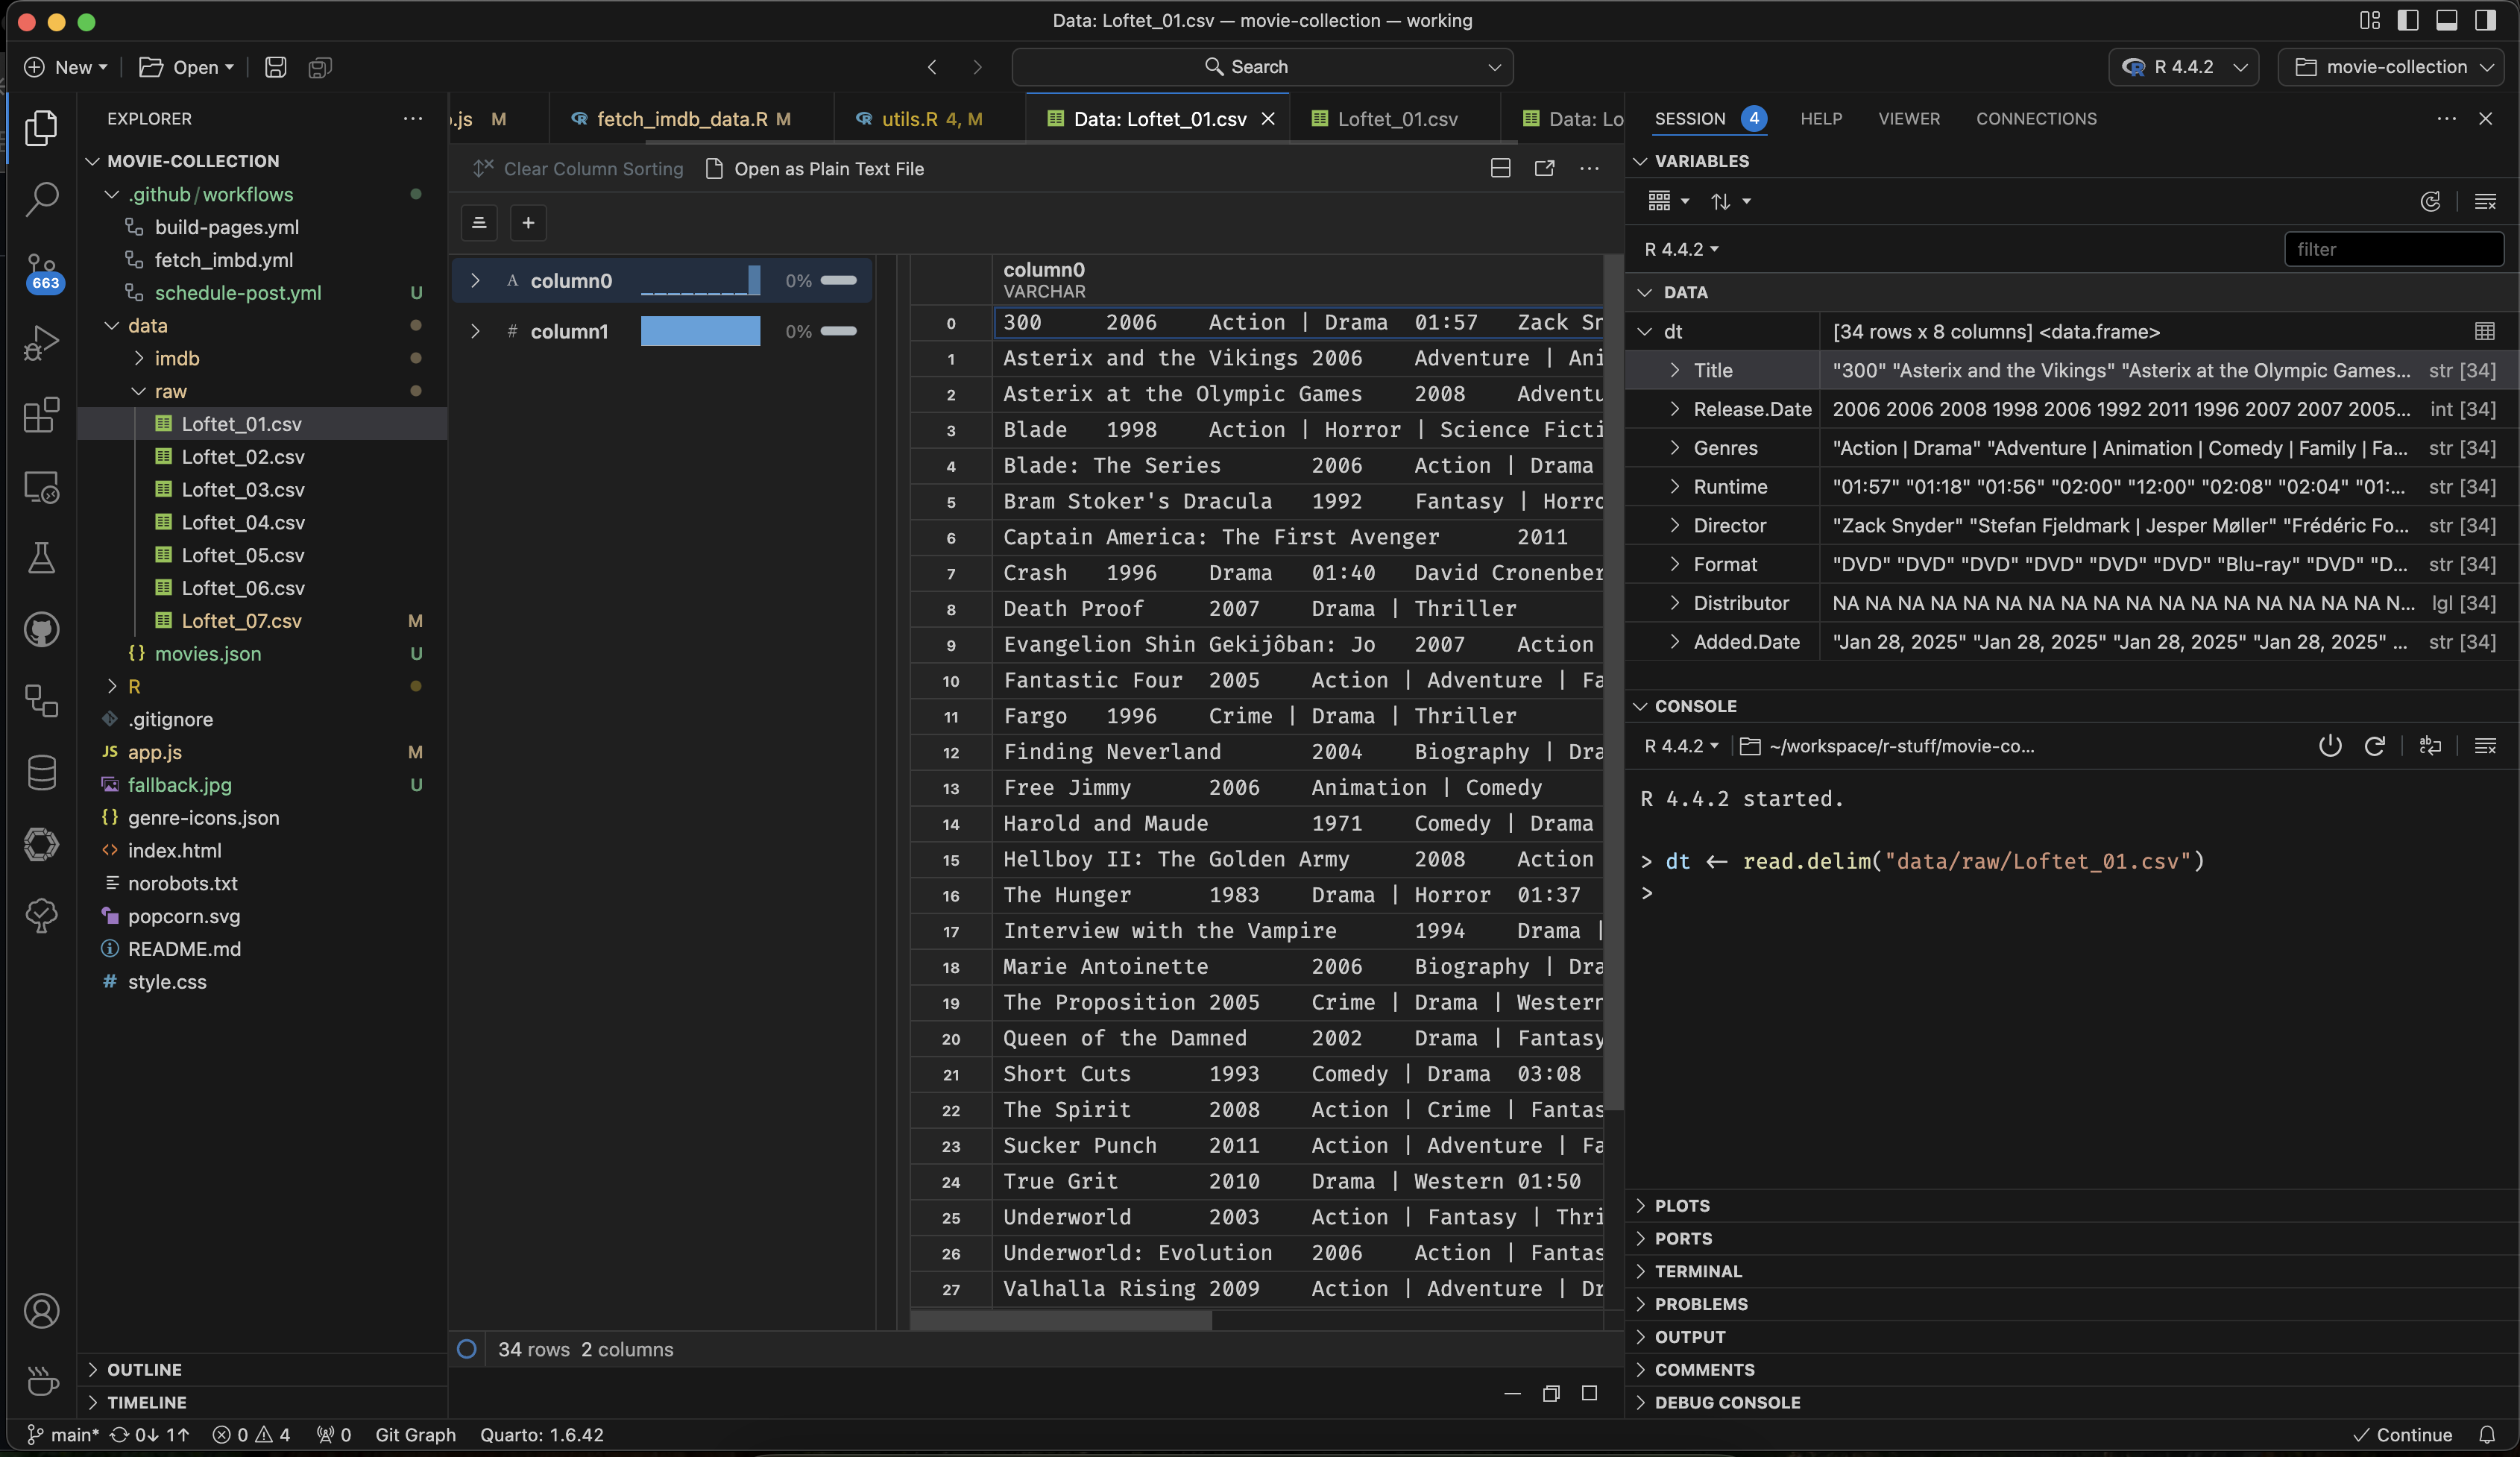 Data: Loftet_01.csv — movie-collection — working
New
Open
Search
R 4.4.2
movie-collection
EXPLORER
MOVIE-COLLECTION
.github/workflows
build-pages.yml
fetch_imbd.yml
schedule-post.yml U
data
imdb
raw
Loftet_01.csv
Loftet_02.csv
Loftet_03.csv
Loftet_04.csv
Loftet_05.csv
Loftet_06.csv
Loftet_07.csv M
movies.json U
R
.gitignore
JS app.js M
fallback.jpg U
genre-icons.json
index.html
norobots.txt
popcorn.svg
README.md
# style.css
OUTLINE
TIMELINE
663
.js M
fetch_imdb_data.R M
utils.R 4, M
Data: Loftet_01.csv
Loftet_01.csv
Data: Lo
Clear Column Sorting
Open as Plain Text File
A column0 0%
# column1 0%
column0
VARCHAR
0 300 2006 Action | Drama 01:57 Zack Sn
1 Asterix and the Vikings 2006 Adventure | Ani
2 Asterix at the Olympic Games 2008 Adventu
3 Blade 1998 Action | Horror | Science Ficti
4 Blade: The Series 2006 Action | Drama
5 Bram Stoker's Dracula 1992 Fantasy | Horro
6 Captain America: The First Avenger 2011
7 Crash 1996 Drama 01:40 David Cronenber
8 Death Proof 2007 Drama | Thriller
9 Evangelion Shin Gekijôban: Jo 2007 Action
10 Fantastic Four 2005 Action | Adventure | Fa
11 Fargo 1996 Crime | Drama | Thriller
12 Finding Neverland 2004 Biography | Dra
13 Free Jimmy 2006 Animation | Comedy
14 Harold and Maude 1971 Comedy | Drama
15 Hellboy II: The Golden Army 2008 Action
16 The Hunger 1983 Drama | Horror 01:37
17 Interview with the Vampire 1994 Drama |
18 Marie Antoinette 2006 Biography | Dra
19 The Proposition 2005 Crime | Drama | Western
20 Queen of the Damned 2002 Drama | Fantasy
21 Short Cuts 1993 Comedy | Drama 03:08
22 The Spirit 2008 Action | Crime | Fantas
23 Sucker Punch 2011 Action | Adventure | Fa
24 True Grit 2010 Drama | Western 01:50
25 Underworld 2003 Action | Fantasy | Thri
26 Underworld: Evolution 2006 Action | Fantas
27 Valhalla Rising 2009 Action | Adventure | Dr
34 rows 2 columns
SESSION 4
HELP
VIEWER
CONNECTIONS
VARIABLES
R 4.4.2
filter
DATA
dt [34 rows x 8 columns] <data.frame>
Title "300" "Asterix and the Vikings" "Asterix at the Olympic Games... str [34]
Release.Date 2006 2006 2008 1998 2006 1992 2011 1996 2007 2007 2005... int [34]
Genres "Action | Drama" "Adventure | Animation | Comedy | Family | Fa... str [34]
Runtime "01:57" "01:18" "01:56" "02:00" "12:00" "02:08" "02:04" "01:... str [34]
Director "Zack Snyder" "Stefan Fjeldmark | Jesper Møller" "Frédéric Fo... str [34]
Format "DVD" "DVD" "DVD" "DVD" "DVD" "DVD" "Blu-ray" "DVD" "D... str [34]
Distributor NA NA NA NA NA NA NA NA NA NA NA NA NA NA NA NA NA N... lgl [34]
Added.Date "Jan 28, 2025" "Jan 28, 2025" "Jan 28, 2025" "Jan 28, 2025" ... str [34]
CONSOLE
R 4.4.2
~/workspace/r-stuff/movie-co...
R 4.4.2 started.
> dt ← read.delim("data/raw/Loftet_01.csv")
>
PLOTS
PORTS
TERMINAL
PROBLEMS
OUTPUT
COMMENTS
DEBUG CONSOLE
main* 0↓ 1↑ 0 4 0 Git Graph Quarto: 1.6.42
Continue